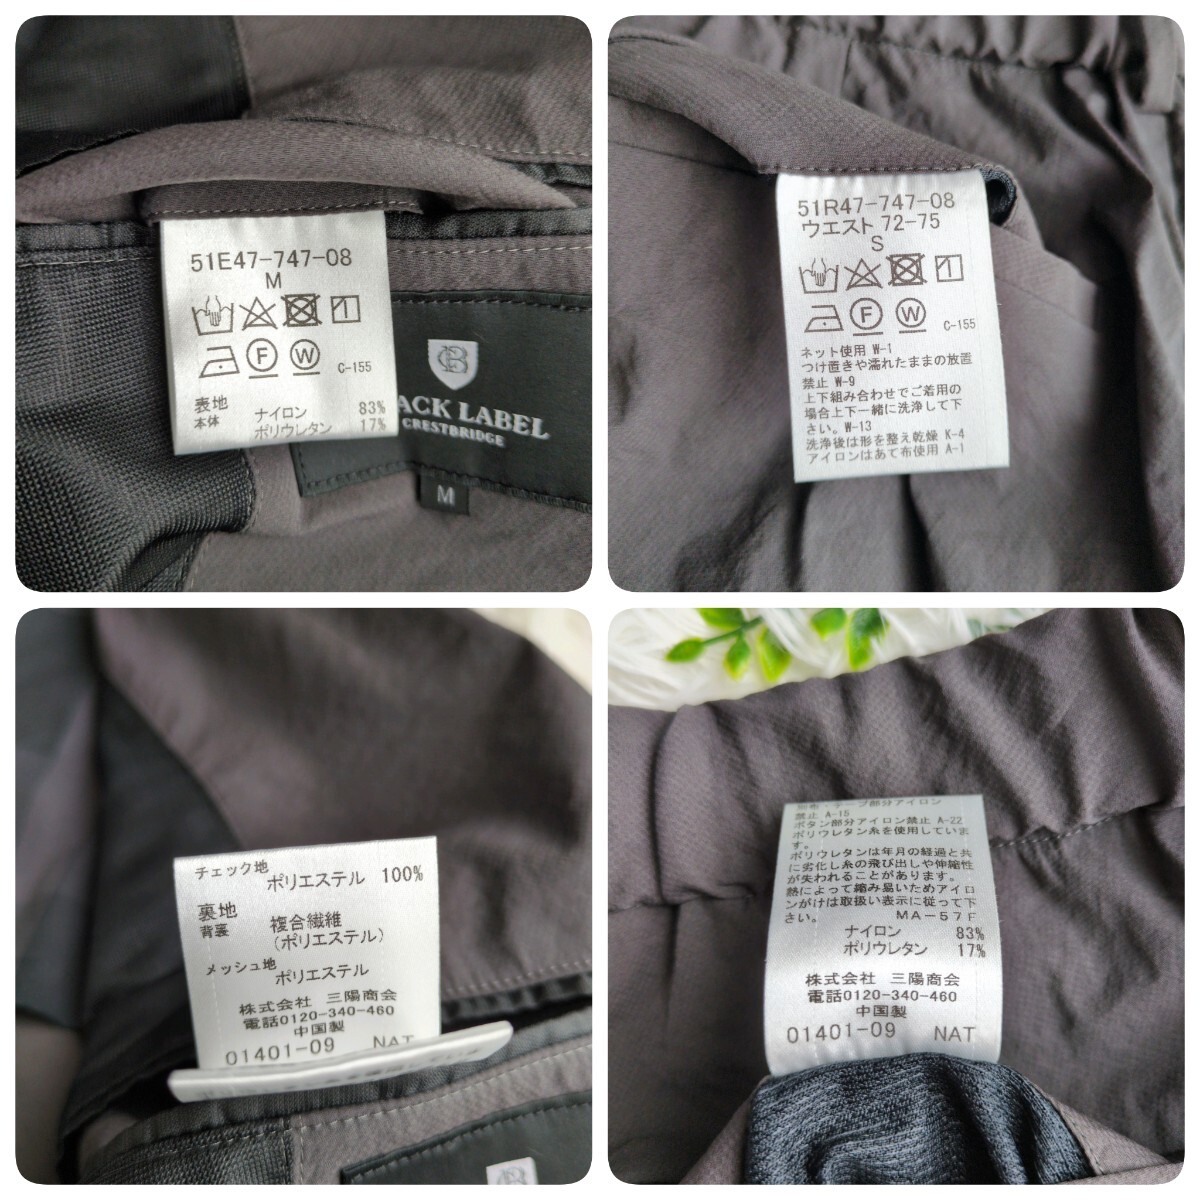 51E47-747-08
M
C-155
表地
本体
ナイロン 83%
ポリウレタン 17%
ACK LABEL
CRESTBRIDGE
M
51R47-747-08
ウエスト 72-75
S
C-155
ネット使用 W-1
つけ置きや濡れたままの放置
禁止 W-9
上下組み合わせでご着用の
場合上下一緒に洗浄して下
さい。W-13
洗浄後は形を整え乾燥 K-4
アイロンはあて布使用 A-1
チェック地
ポリエステル 100%
裏地
背裏 複合繊維
(ポリエステル)
メッシュ地
ポリエステル
株式会社 三陽商会
電話0120-340-460
中国製
01401-09 NAT
別布・テープ部分アイロン
禁止 A-15
ボタン部分アイロン禁止 A-22
ポリウレタン糸を使用していま
す。
ポリウレタンは年月の経過と共
に劣化し糸の飛び出しや伸縮性
が失われることがあります。
熱によって縮み易いためアイロ
ンがけは取扱い表示に従って下
さい。 MA-57F
ナイロン 83%
ポリウレタン 17%
株式会社 三陽商会
電話0120-340-460
中国製
01401-09 NAT